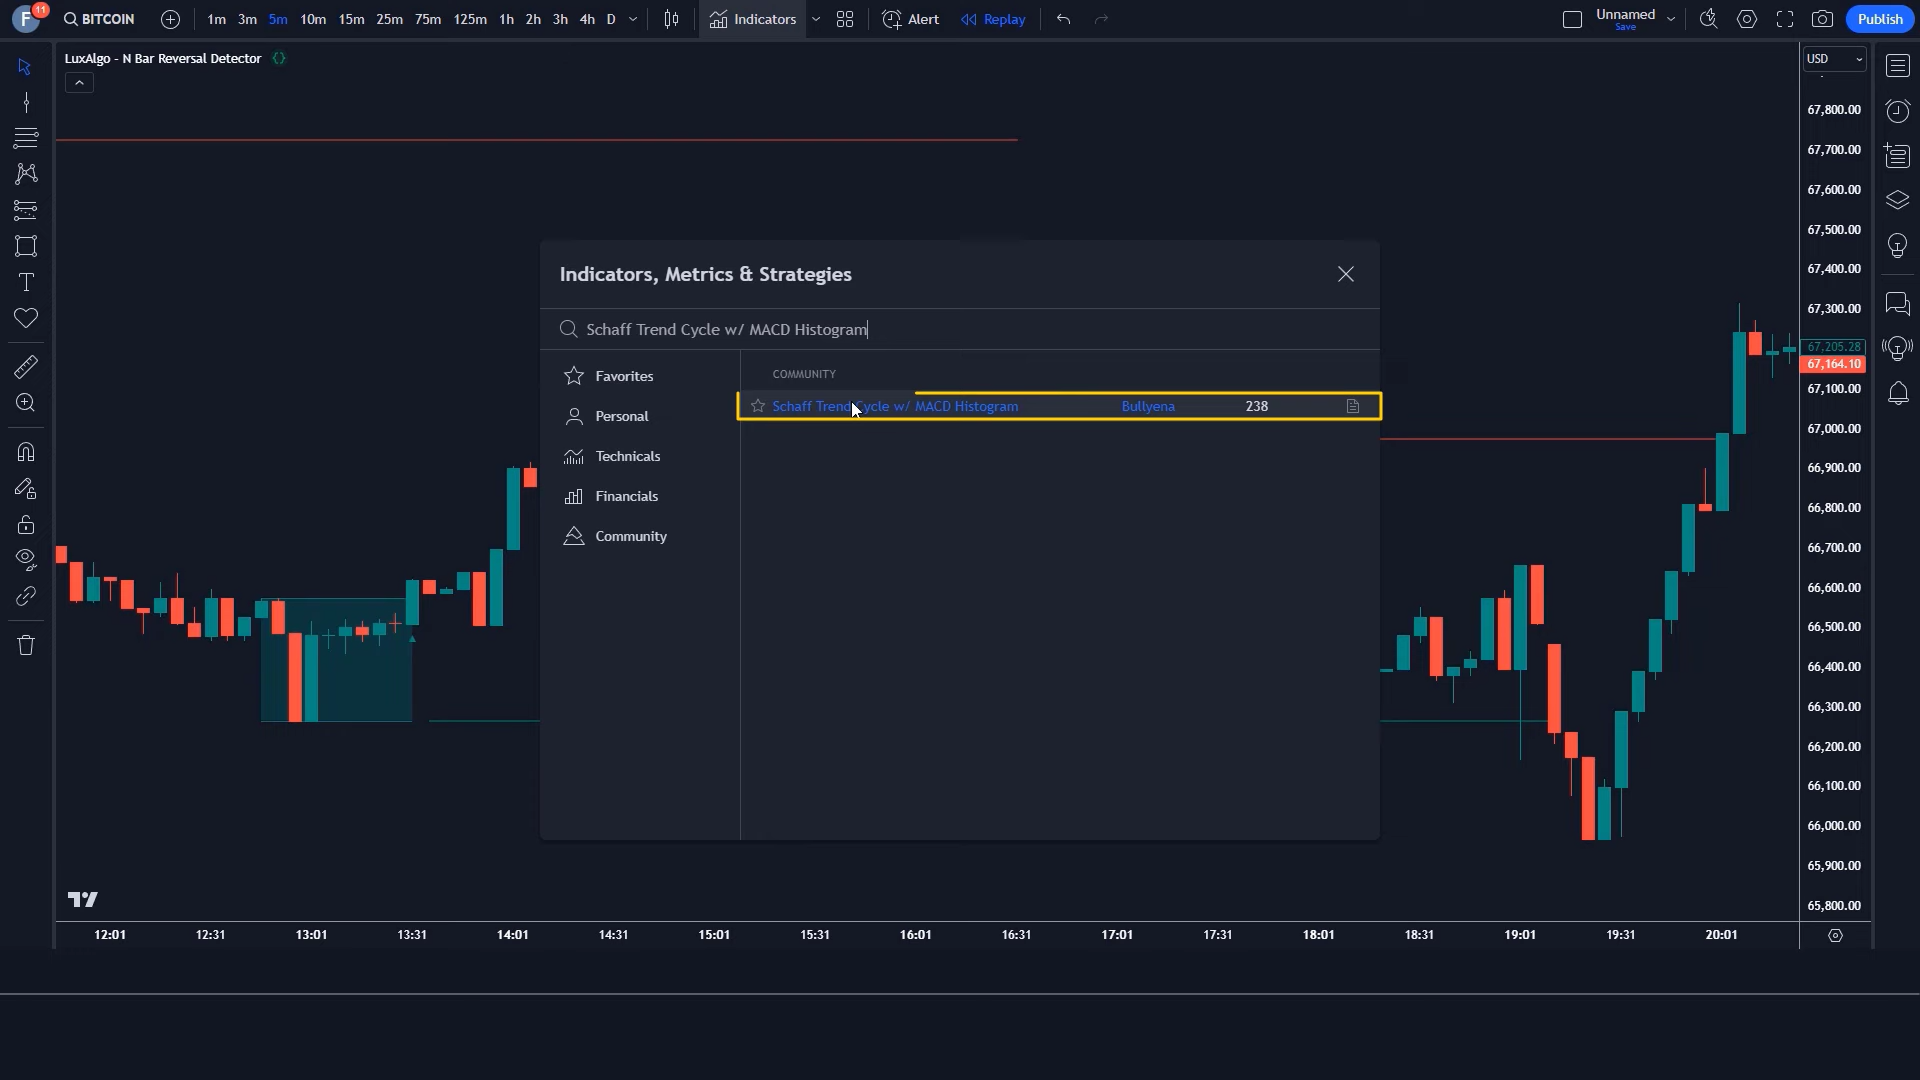 F 11 BITCOIN 1m 3m 5m 10m 15m 25m 75m 125m 1h 2h 3h 4h D Indicators Alert Replay Unnamed Save Publish
LuxAlgo - N Bar Reversal Detector {}
USD
67,800.00
67,700.00
67,600.00
67,500.00
67,400.00
67,300.00
67,205.28
67,164.10
67,100.00
67,000.00
66,900.00
66,800.00
66,700.00
66,600.00
66,500.00
66,400.00
66,300.00
66,200.00
66,100.00
66,000.00
65,900.00
65,800.00
Indicators, Metrics & Strategies
Schaff Trend Cycle w/ MACD Histogram
Favorites
Personal
Technicals
Financials
Community
COMMUNITY
Schaff Trend Cycle w/ MACD Histogram Bullyena 238
12:01 12:31 13:01 13:31 14:01 14:31 15:01 15:31 16:01 16:31 17:01 17:31 18:01 18:31 19:01 19:31 20:01